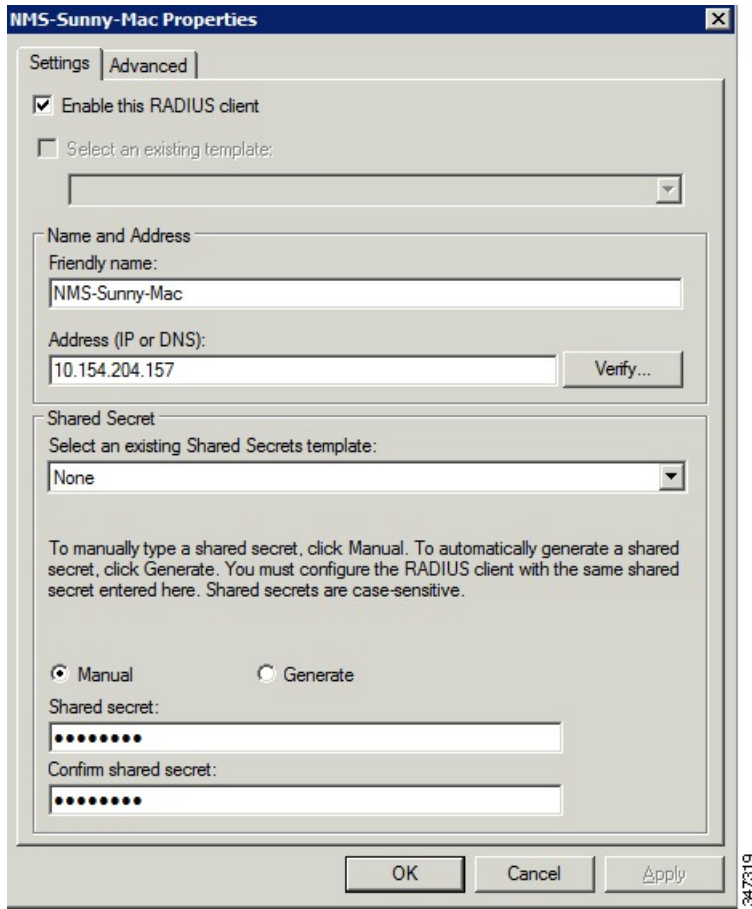 NMS-Sunny-Mac Properties
Settings
Advanced
Enable this RADIUS client
Select an existing template:
Name and Address
Friendly name:
NMS-Sunny-Mac
Address (IP or DNS):
10.154.204.157
Verify...
Shared Secret
Select an existing Shared Secrets template:
None
To manually type a shared secret, click Manual. To automatically generate a shared
secret, click Generate. You must configure the RADIUS client with the same shared
secret entered here. Shared secrets are case-sensitive.
Manual
Generate
Shared secret:
••••••••
Confirm shared secret:
••••••••
OK
Cancel
Apply
347319